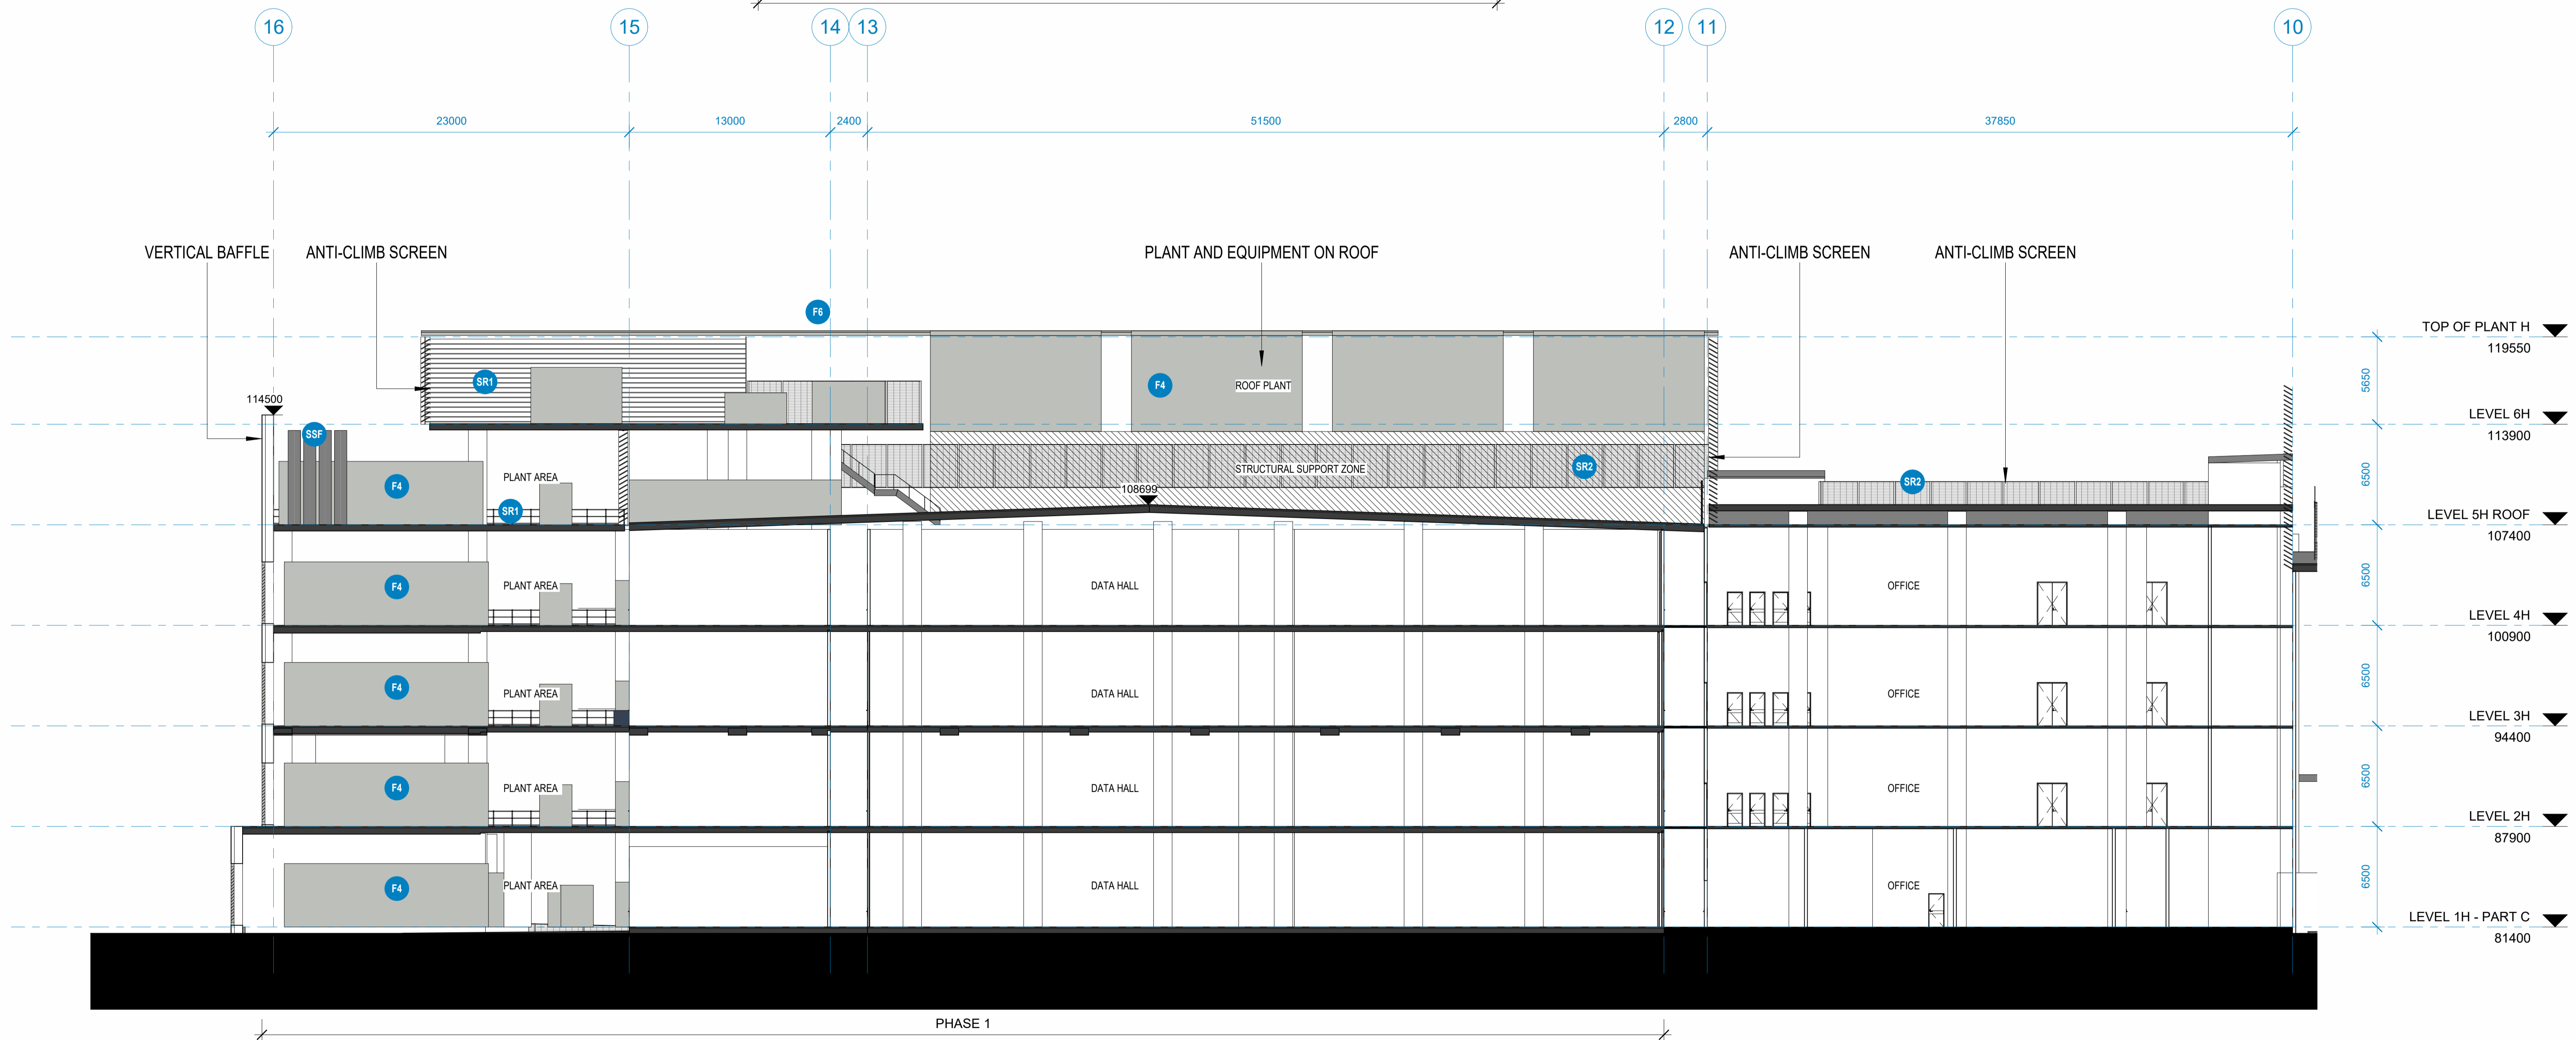 16 15 14 13 12 11 10
23000 13000 2400 51500 2800 37850
VERTICAL BAFFLE ANTI-CLIMB SCREEN PLANT AND EQUIPMENT ON ROOF ANTI-CLIMB SCREEN ANTI-CLIMB SCREEN
F6
TOP OF PLANT H
119550
SR1 F4 ROOF PLANT
5650
114500
LEVEL 6H
113900
SSF
STRUCTURAL SUPPORT ZONE SR2
PLANT AREA
SR2
F4
6500
108699
SR1
LEVEL 5H ROOF
107400
F4 PLANT AREA DATA HALL OFFICE
6500
LEVEL 4H
100900
F4 PLANT AREA DATA HALL OFFICE
6500
LEVEL 3H
94400
F4 PLANT AREA DATA HALL OFFICE
6500
LEVEL 2H
87900
F4 PLANT AREA DATA HALL OFFICE
6500
LEVEL 1H - PART C
81400
PHASE 1